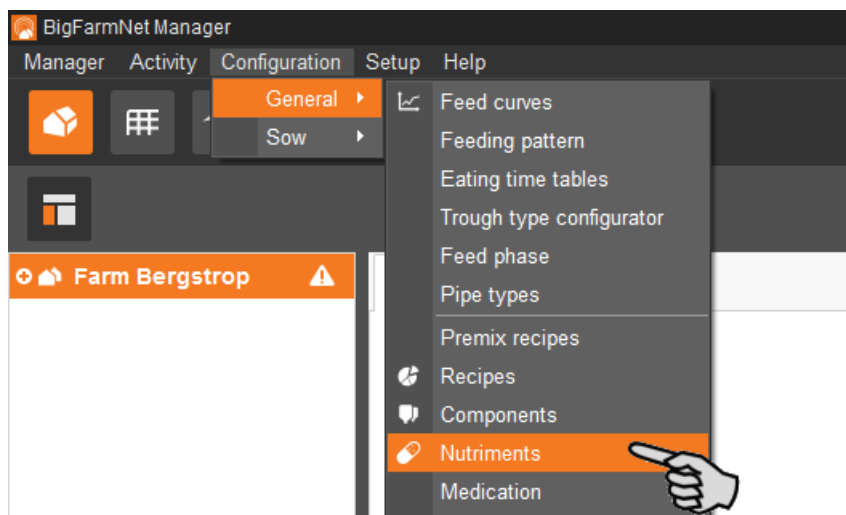 BigFarmNet Manager
Manager Activity Configuration Setup Help
General
Sow
Feed curves
Feeding pattern
Eating time tables
Trough type configurator
Feed phase
Pipe types
Premix recipes
Recipes
Components
Nutriments
Medication
Farm Bergstrop